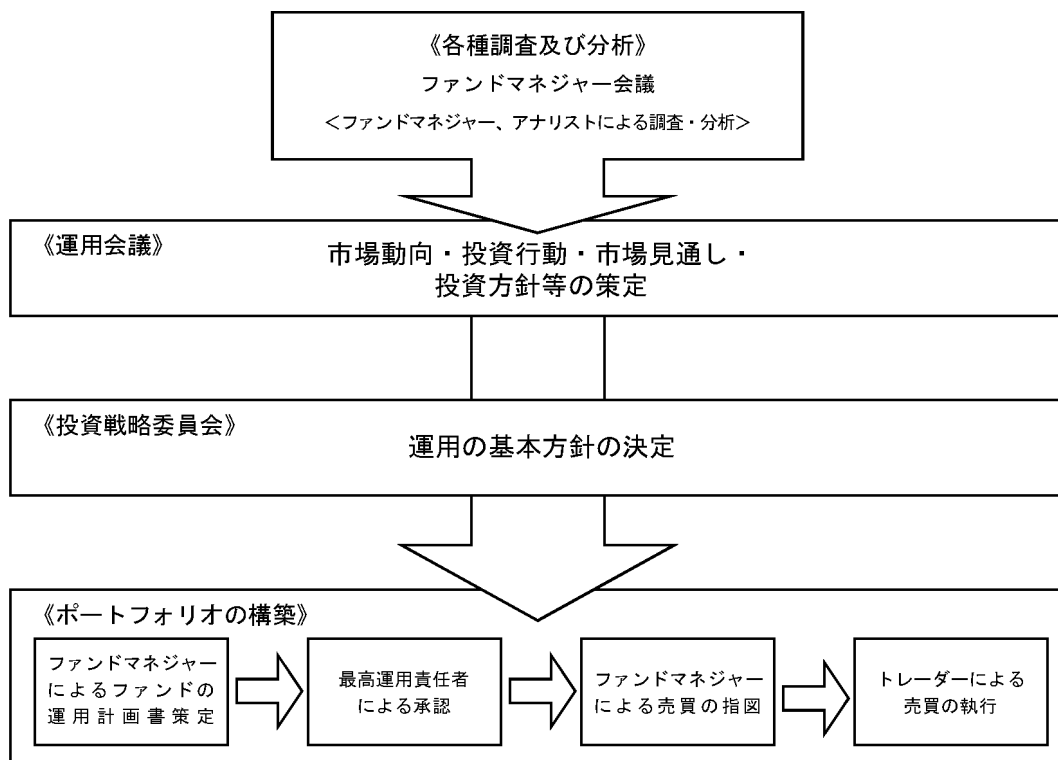 《各種調査及び分析》
ファンドマネジャー会議
<ファンドマネジャー、アナリストによる調査・分析>
《運用会議》
市場動向・投資行動・市場見通し・
投資方針等の策定
《投資戦略委員会》
運用の基本方針の決定
《ポートフォリオの構築》
ファンドマネジャー
によるファンドの
運用計画書策定
最高運用責任者
による承認
ファンドマネジャー
による売買の指図
トレーダーによる
売買の執行